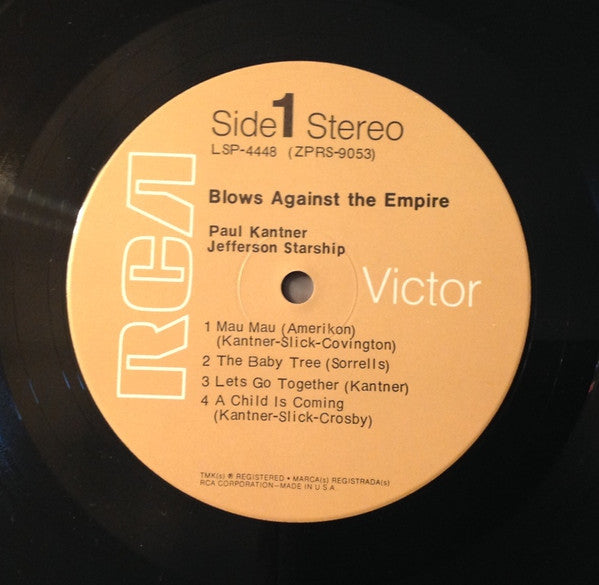 Side 1 Stereo
LSP-4448 (ZPRS-9053)
Blows Against the Empire
Paul Kantner
Jefferson Starship
RCA
Victor
1 Mau Mau (Amerikon)
(Kantner-Slick-Covington)
2 The Baby Tree (Sorrells)
3 Lets Go Together (Kantner)
4 A Child Is Coming
(Kantner-Slick-Crosby)
TMK(s) ® REGISTERED • MARCA(s) REGISTRADA(s)
RCA CORPORATION—MADE IN U.S.A.